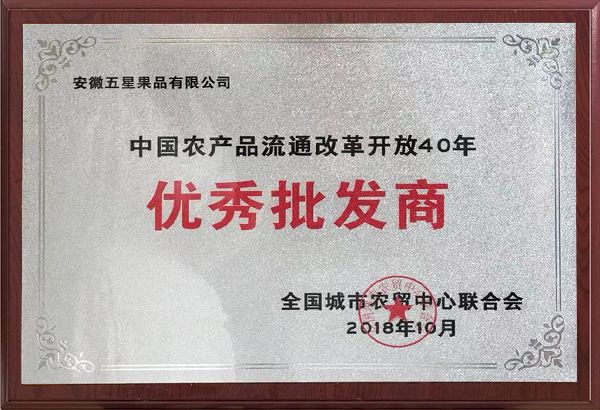 安徽五星果品有限公司
中国农产品流通改革开放40年
优秀批发商
全国城市农贸中心联合会
2018年10月